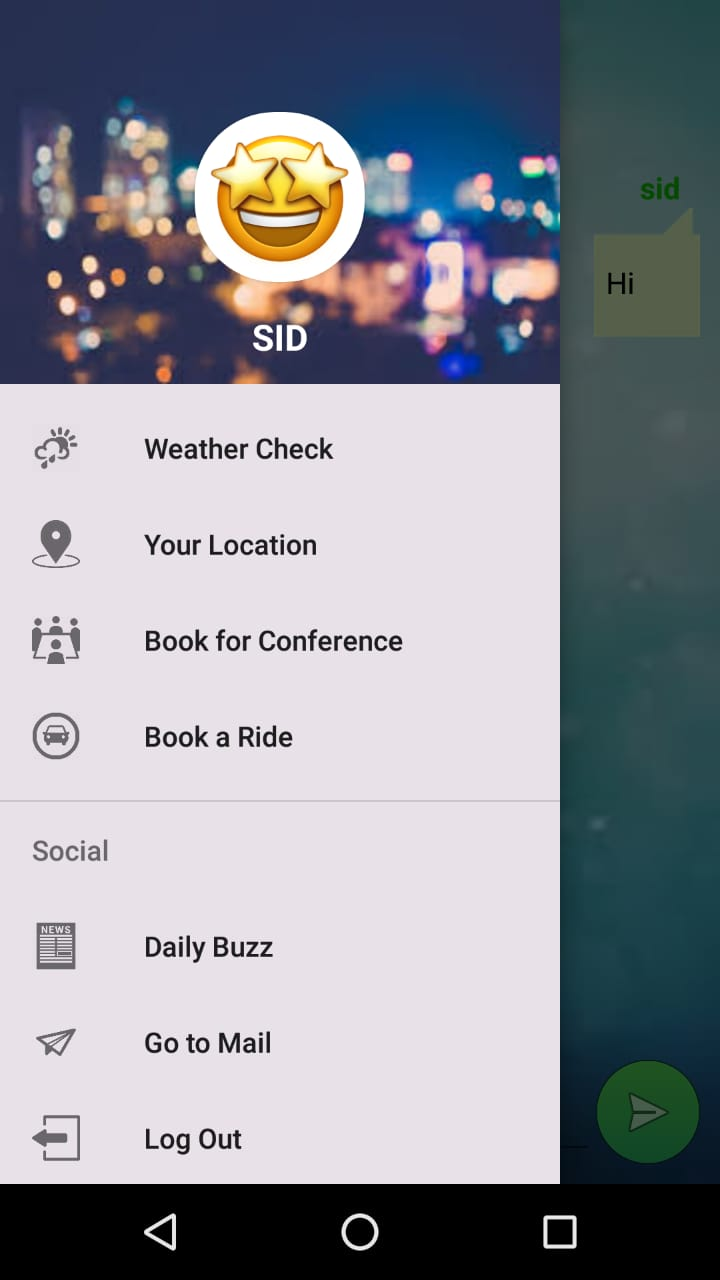 SID
Weather Check
Your Location
Book for Conference
Book a Ride
Social
NEWS
Daily Buzz
Go to Mail
Log Out
sid
Hi